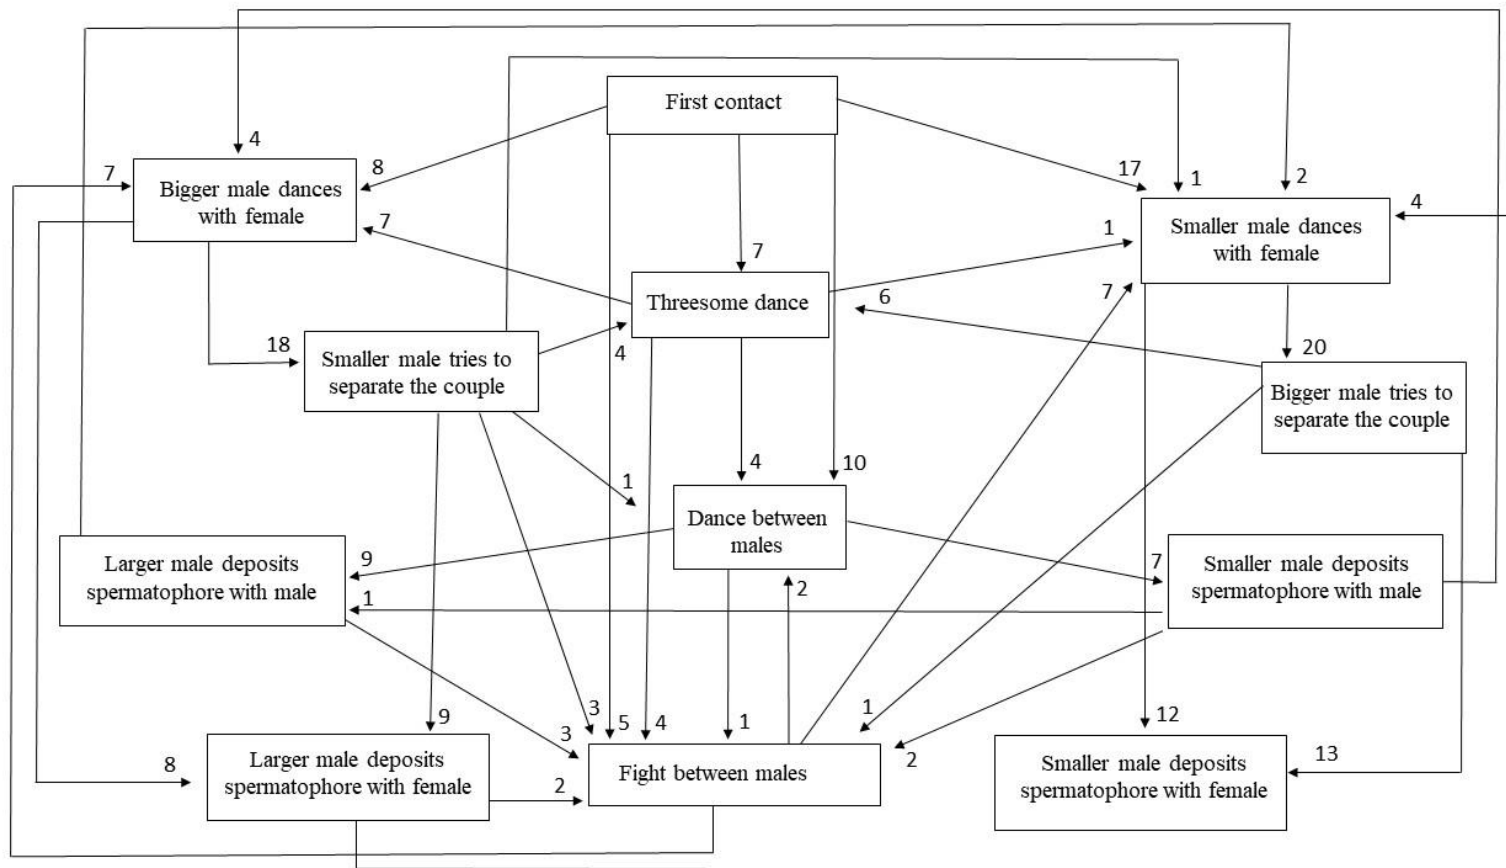 First contact
4
7
8
17
1
2
4
Bigger male dances
with female
Smaller male dances
with female
7
1
7
7
Threesome dance
6
18
4
20
Smaller male tries to
separate the couple
Bigger male tries to
separate the couple
4
10
1
Dance between
males
Larger male deposits
spermatophore with male
9
7
Smaller male deposits
spermatophore with male
1
2
9
3
3
5
4
1
1
2
12
Larger male deposits
spermatophore with female
8
2
Fight between males
Smaller male deposits
spermatophore with female
13